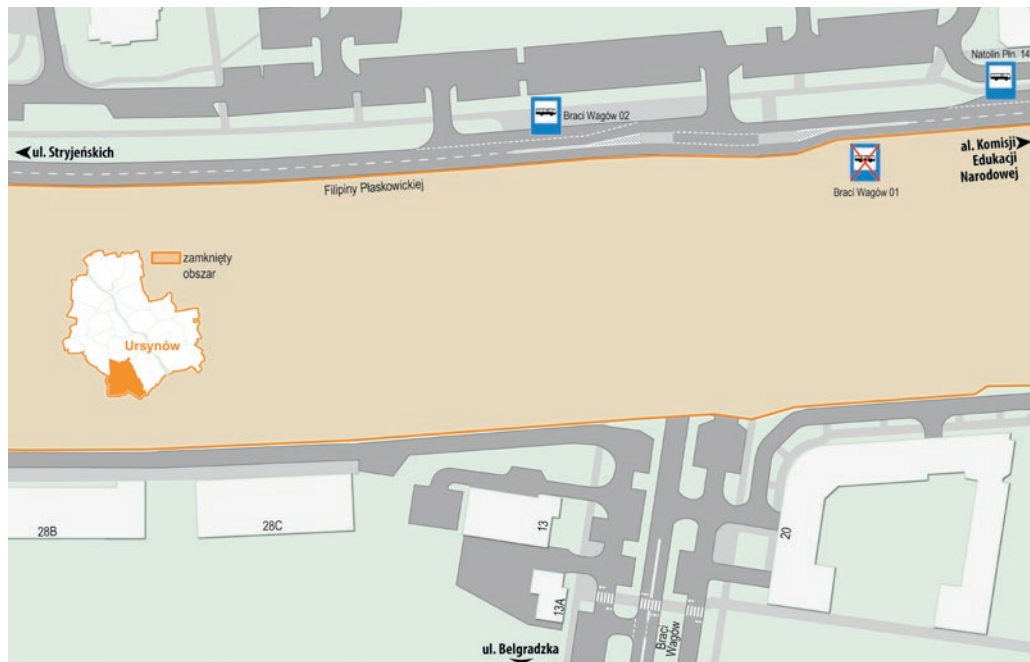 Natolin Płn. 14
Braci Wagów 02
ul. Stryjeńskich
al. Komisji
Edukacji
Narodowej
Filipiny Płaskowickiej
Braci Wagów 01
zamknięty
obszar
Ursynów
28B
28C
13
20
13A
Braci
Wagów
ul. Belgradzka